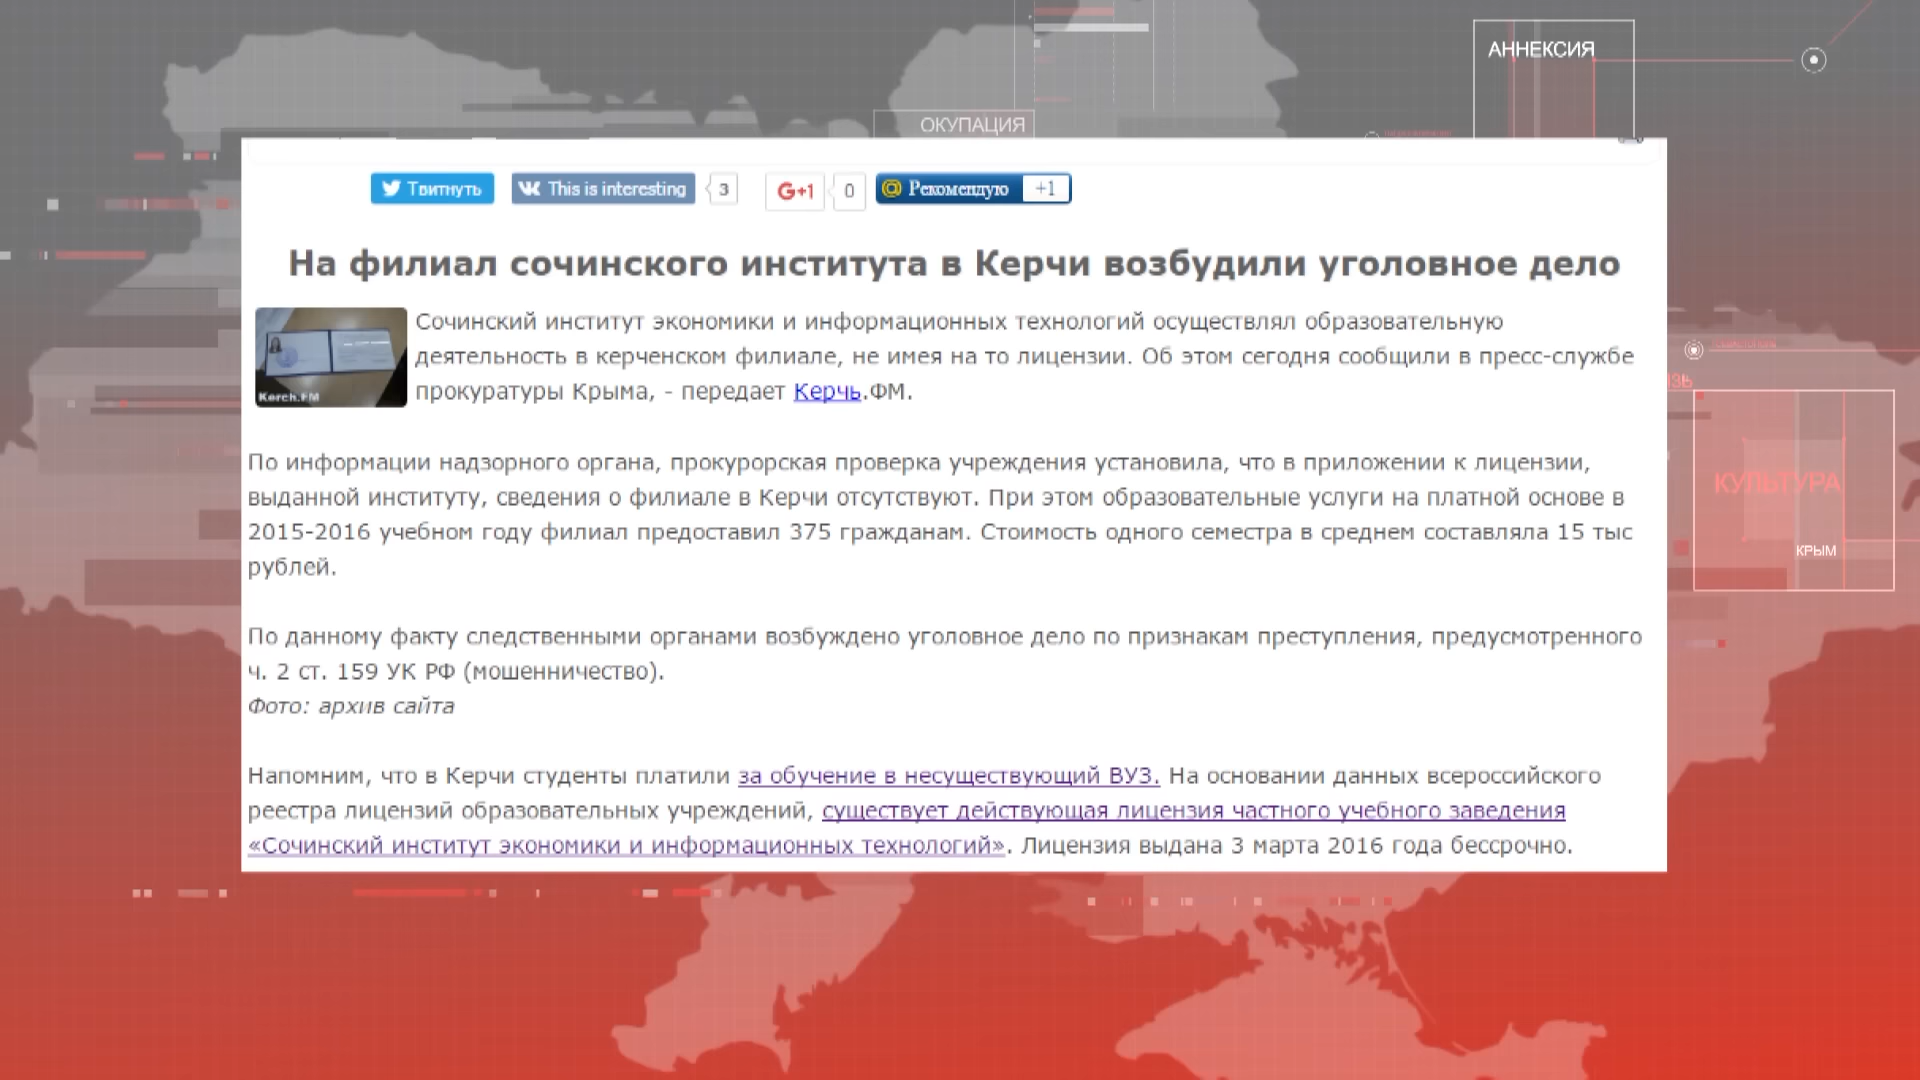 АННЕКСИЯ
ОКУПАЦИЯ
Твитнуть
This is interesting
3
G+1
0
Рекомендую
+1
На филиал сочинского института в Керчи возбудили уголовное дело
Сочинский институт экономики и информационных технологий осуществлял образовательную
деятельность в керченском филиале, не имея на то лицензии. Об этом сегодня сообщили в пресс-службе
прокуратуры Крыма, - передает Керчь.ФМ.
Kerch.FM
По информации надзорного органа, прокурорская проверка учреждения установила, что в приложении к лицензии,
выданной институту, сведения о филиале в Керчи отсутствуют. При этом образовательные услуги на платной основе в
2015-2016 учебном году филиал предоставил 375 гражданам. Стоимость одного семестра в среднем составляла 15 тыс
рублей.
По данному факту следственными органами возбуждено уголовное дело по признакам преступления, предусмотренного
ч. 2 ст. 159 УК РФ (мошенничество).
Фото: архив сайта
Напомним, что в Керчи студенты платили за обучение в несуществующий ВУЗ. На основании данных всероссийского
реестра лицензий образовательных учреждений, существует действующая лицензия частного учебного заведения
«Сочинский институт экономики и информационных технологий». Лицензия выдана 3 марта 2016 года бессрочно.
КУЛЬТУРА
КРЫМ